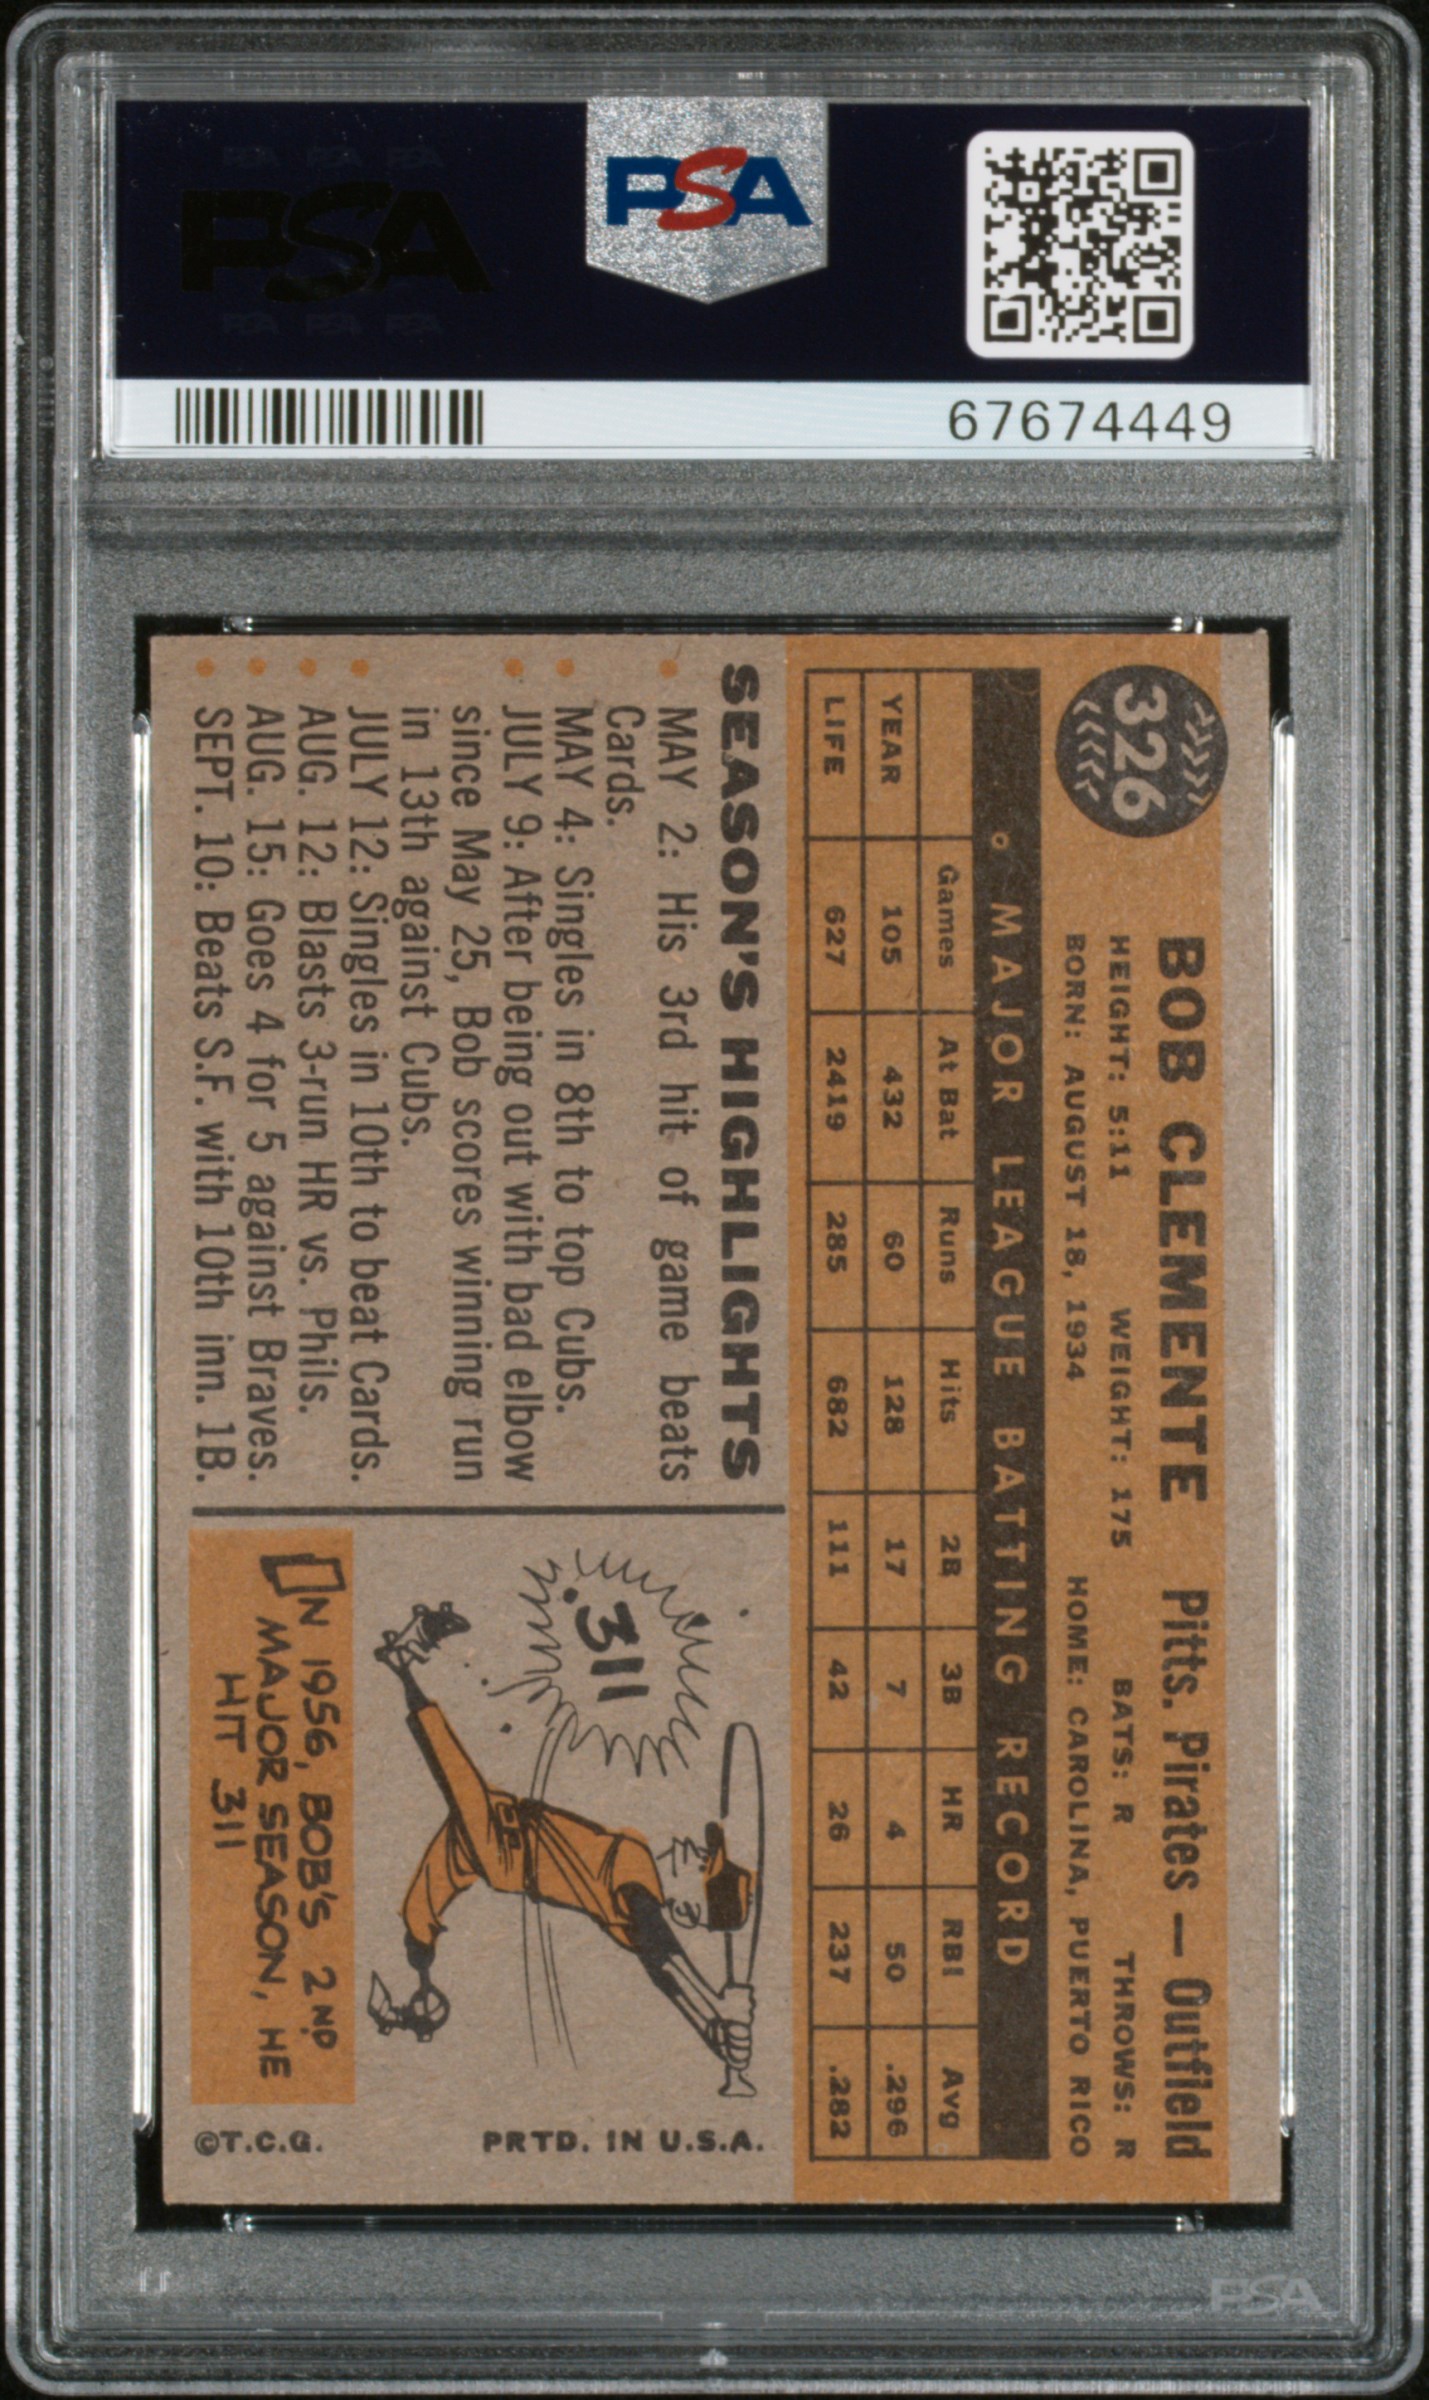 PSA
PSA
67674449
326
BOB CLEMENTE Pitts. Pirates — Outfield
HEIGHT: 5:11 WEIGHT: 175 BATS: R THROWS: R
BORN: AUGUST 18, 1934 HOME: CAROLINA, PUERTO RICO
MAJOR LEAGUE BATTING RECORD
Games At Bat Runs Hits 2B 3B HR RBI Avg
YEAR 105 432 60 128 17 7 4 50 .296
LIFE 627 2419 285 682 111 42 26 237 .282
SEASON'S HIGHLIGHTS
• MAY 2: His 3rd hit of game beats
Cards.
• MAY 4: Singles in 8th to top Cubs.
• JULY 9: After being out with bad elbow
since May 25, Bob scores winning run
in 13th against Cubs.
• JULY 12: Singles in 10th to beat Cards.
• AUG. 12: Blasts 3-run HR vs. Phils.
• AUG. 15: Goes 4 for 5 against Braves.
• SEPT. 10: Beats S.F. with 10th inn. 1B.
.311
IN 1956, BOB'S 2ND
MAJOR SEASON, HE
HIT 311
PRTD. IN U.S.A.
©T.C.G.
PSA